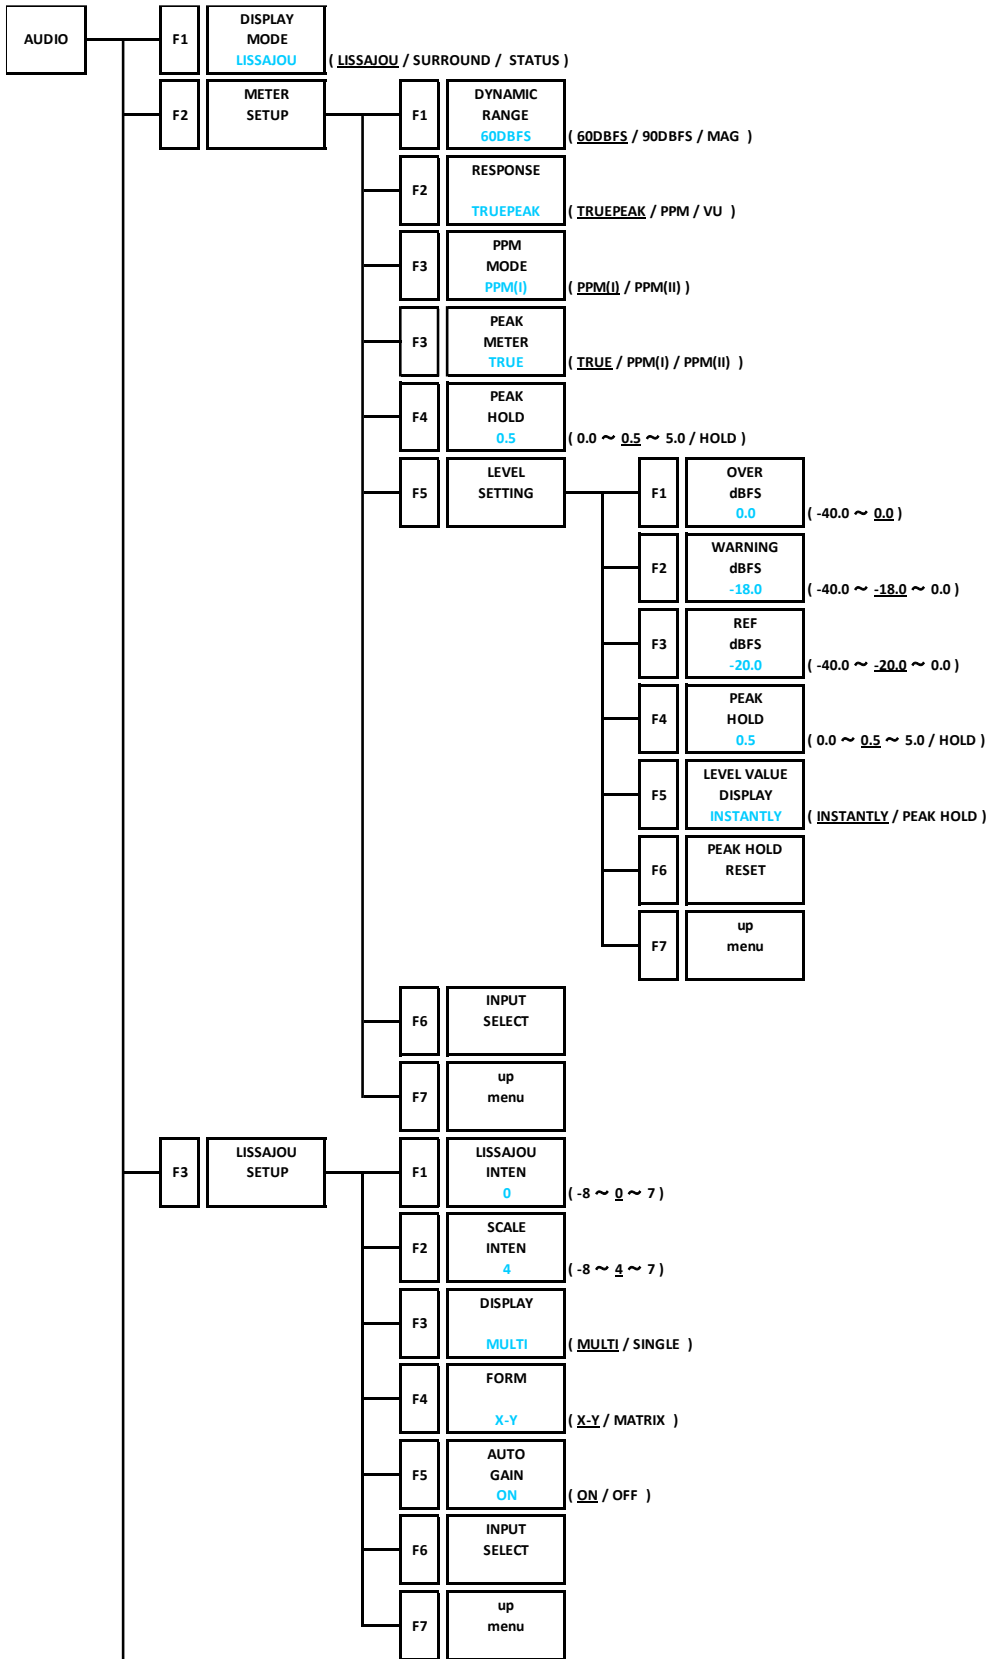 AUDIO
F1
DISPLAY
MODE
LISSAJOU
( LISSAJOU / SURROUND / STATUS )
F2
METER
SETUP
F1
DYNAMIC
RANGE
60DBFS
( 60DBFS / 90DBFS / MAG )
F2
RESPONSE
TRUEPEAK
( TRUEPEAK / PPM / VU )
F3
PPM
MODE
PPM(I)
( PPM(I) / PPM(II) )
F3
PEAK
METER
TRUE
( TRUE / PPM(I) / PPM(II) )
F4
PEAK
HOLD
0.5
( 0.0 ～ 0.5 ～ 5.0 / HOLD )
F5
LEVEL
SETTING
F1
OVER
dBFS
0.0
( -40.0 ～ 0.0 )
F2
WARNING
dBFS
-18.0
( -40.0 ～ -18.0 ～ 0.0 )
F3
REF
dBFS
-20.0
( -40.0 ～ -20.0 ～ 0.0 )
F4
PEAK
HOLD
0.5
( 0.0 ～ 0.5 ～ 5.0 / HOLD )
F5
LEVEL VALUE
DISPLAY
INSTANTLY
( INSTANTLY / PEAK HOLD )
F6
PEAK HOLD
RESET
F7
up
menu
F6
INPUT
SELECT
F7
up
menu
F3
LISSAJOU
SETUP
F1
LISSAJOU
INTEN
0
( -8 ～ 0 ～ 7 )
F2
SCALE
INTEN
4
( -8 ～ 4 ～ 7 )
F3
DISPLAY
MULTI
( MULTI / SINGLE )
F4
FORM
X-Y
( X-Y / MATRIX )
F5
AUTO
GAIN
ON
( ON / OFF )
F6
INPUT
SELECT
F7
up
menu